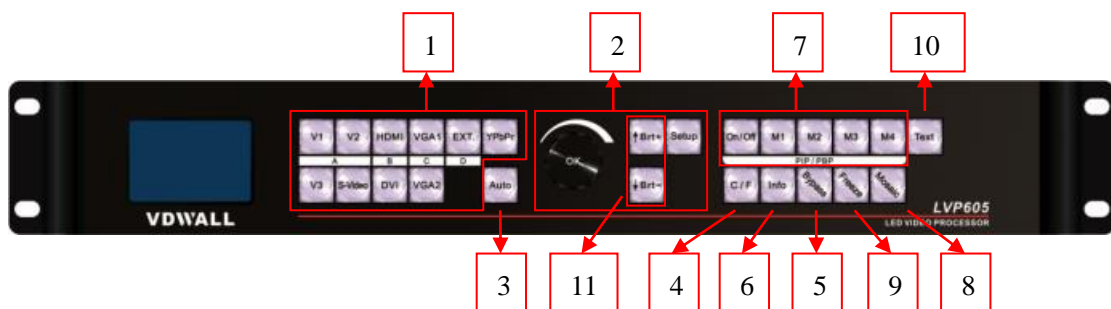 1 2 7 10
V1 V2 HDMI VGA1 EXT. YPbPr OK ↑Brt+ Setup On/Off M1 M2 M3 M4 Text
A B C D PIP/PBP
V3 S-Video DVI VGA2 Auto ↓Brt- C/F Info Bypass Freeze Mosaic
VDWALL LVP605
LED VIDEO PROCESSOR
3 11 4 6 5 9 8